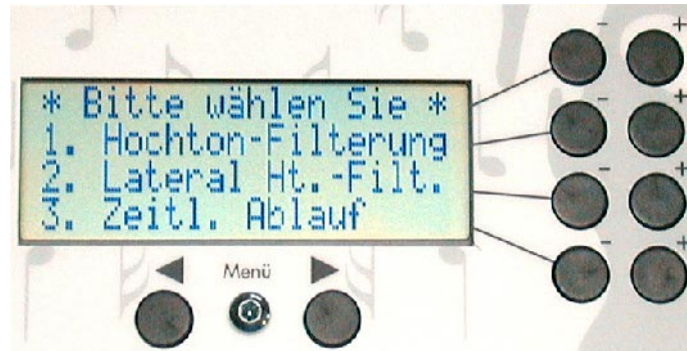 * Bitte wählen Sie *
1. Hochton-Filterung
2. Lateral Ht.-Filt.
3. Zeitl. Ablauf
Menü
- +
- +
- +
- +